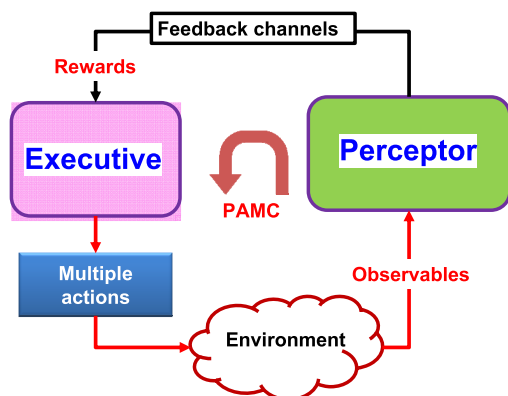 Feedback channels
Rewards
Executive
Perceptor
PAMC
Multiple
actions
Observables
Environment